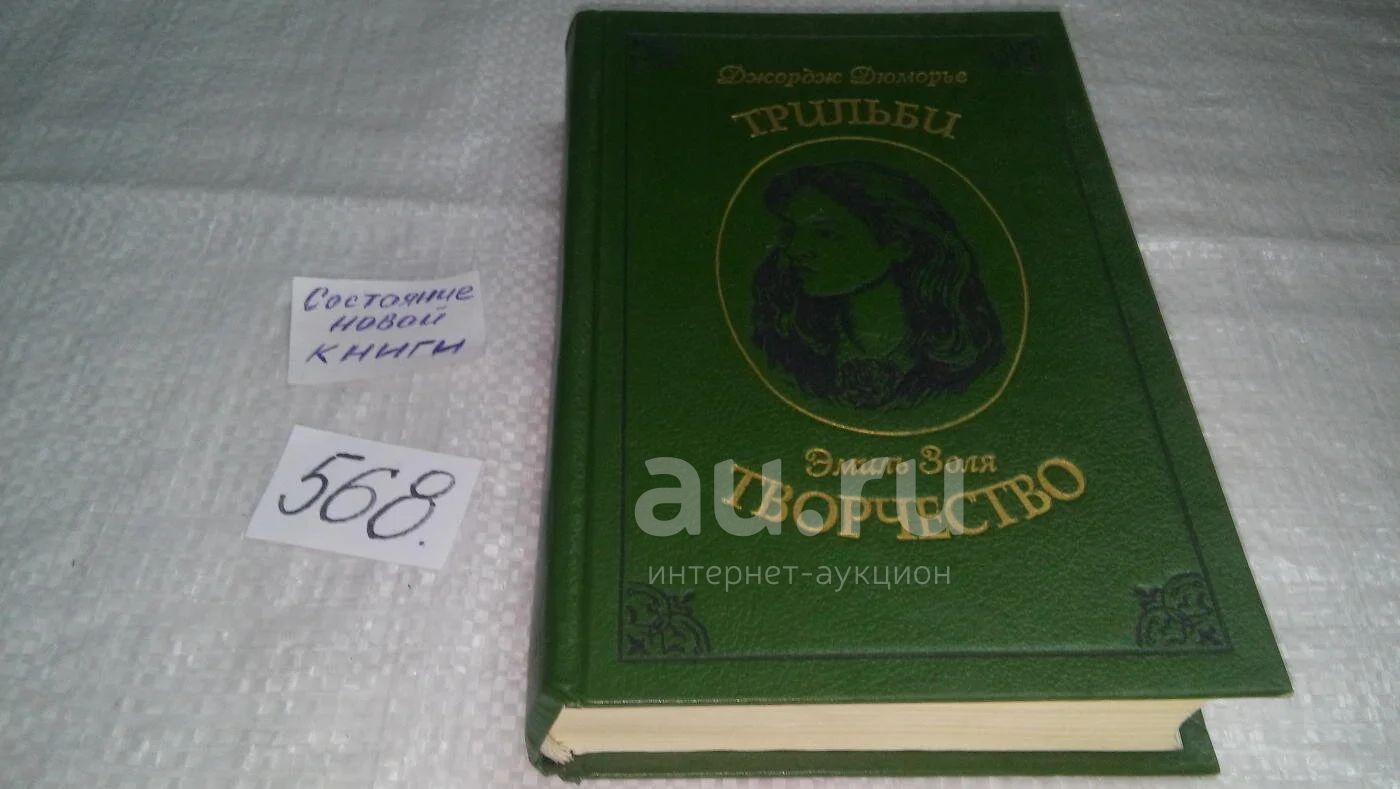 Джордж Дюморье
ТРИЛЬБИ
Эмиль Золя
ТВОРЧЕСТВО
Состояние
новой
книги
568.
au.ru
интернет-аукцион